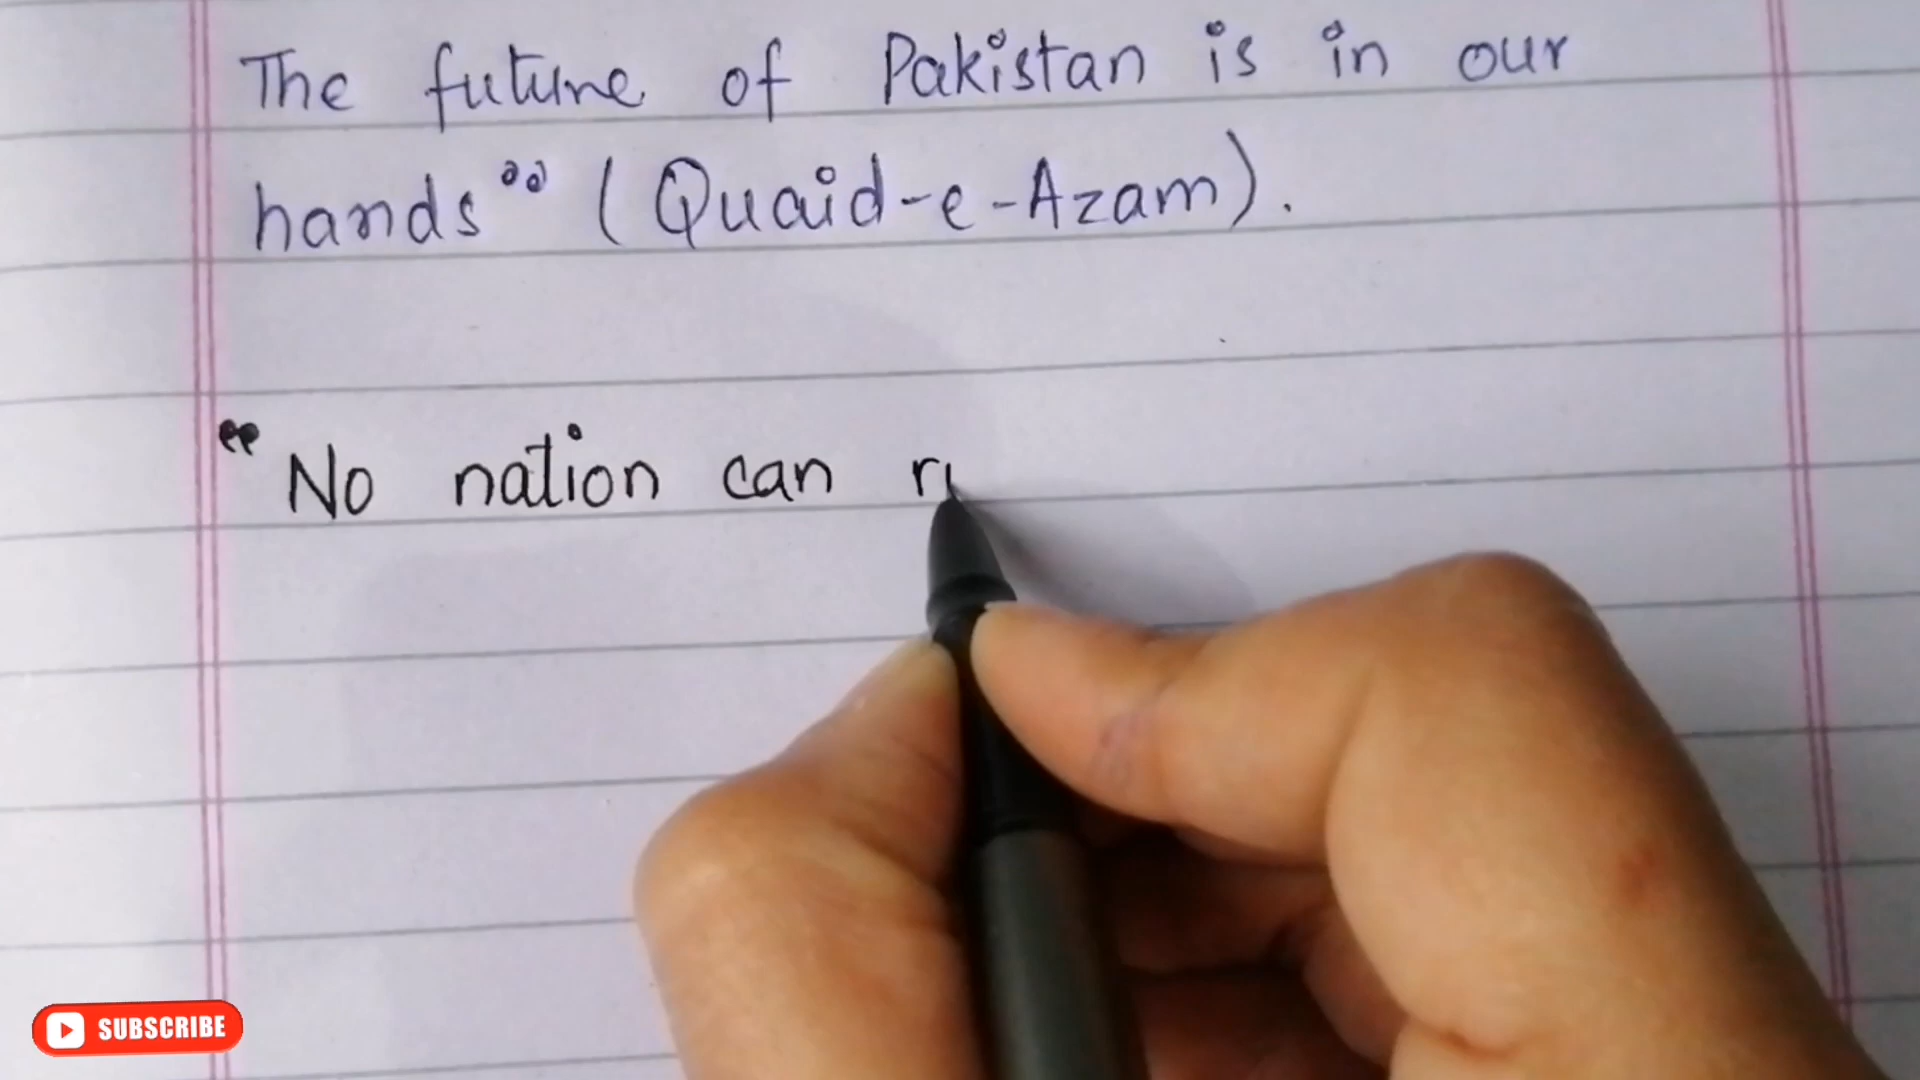 The future of Pakistan is in our
hands" (Quaid-e-Azam).
"No nation can
SUBSCRIBE